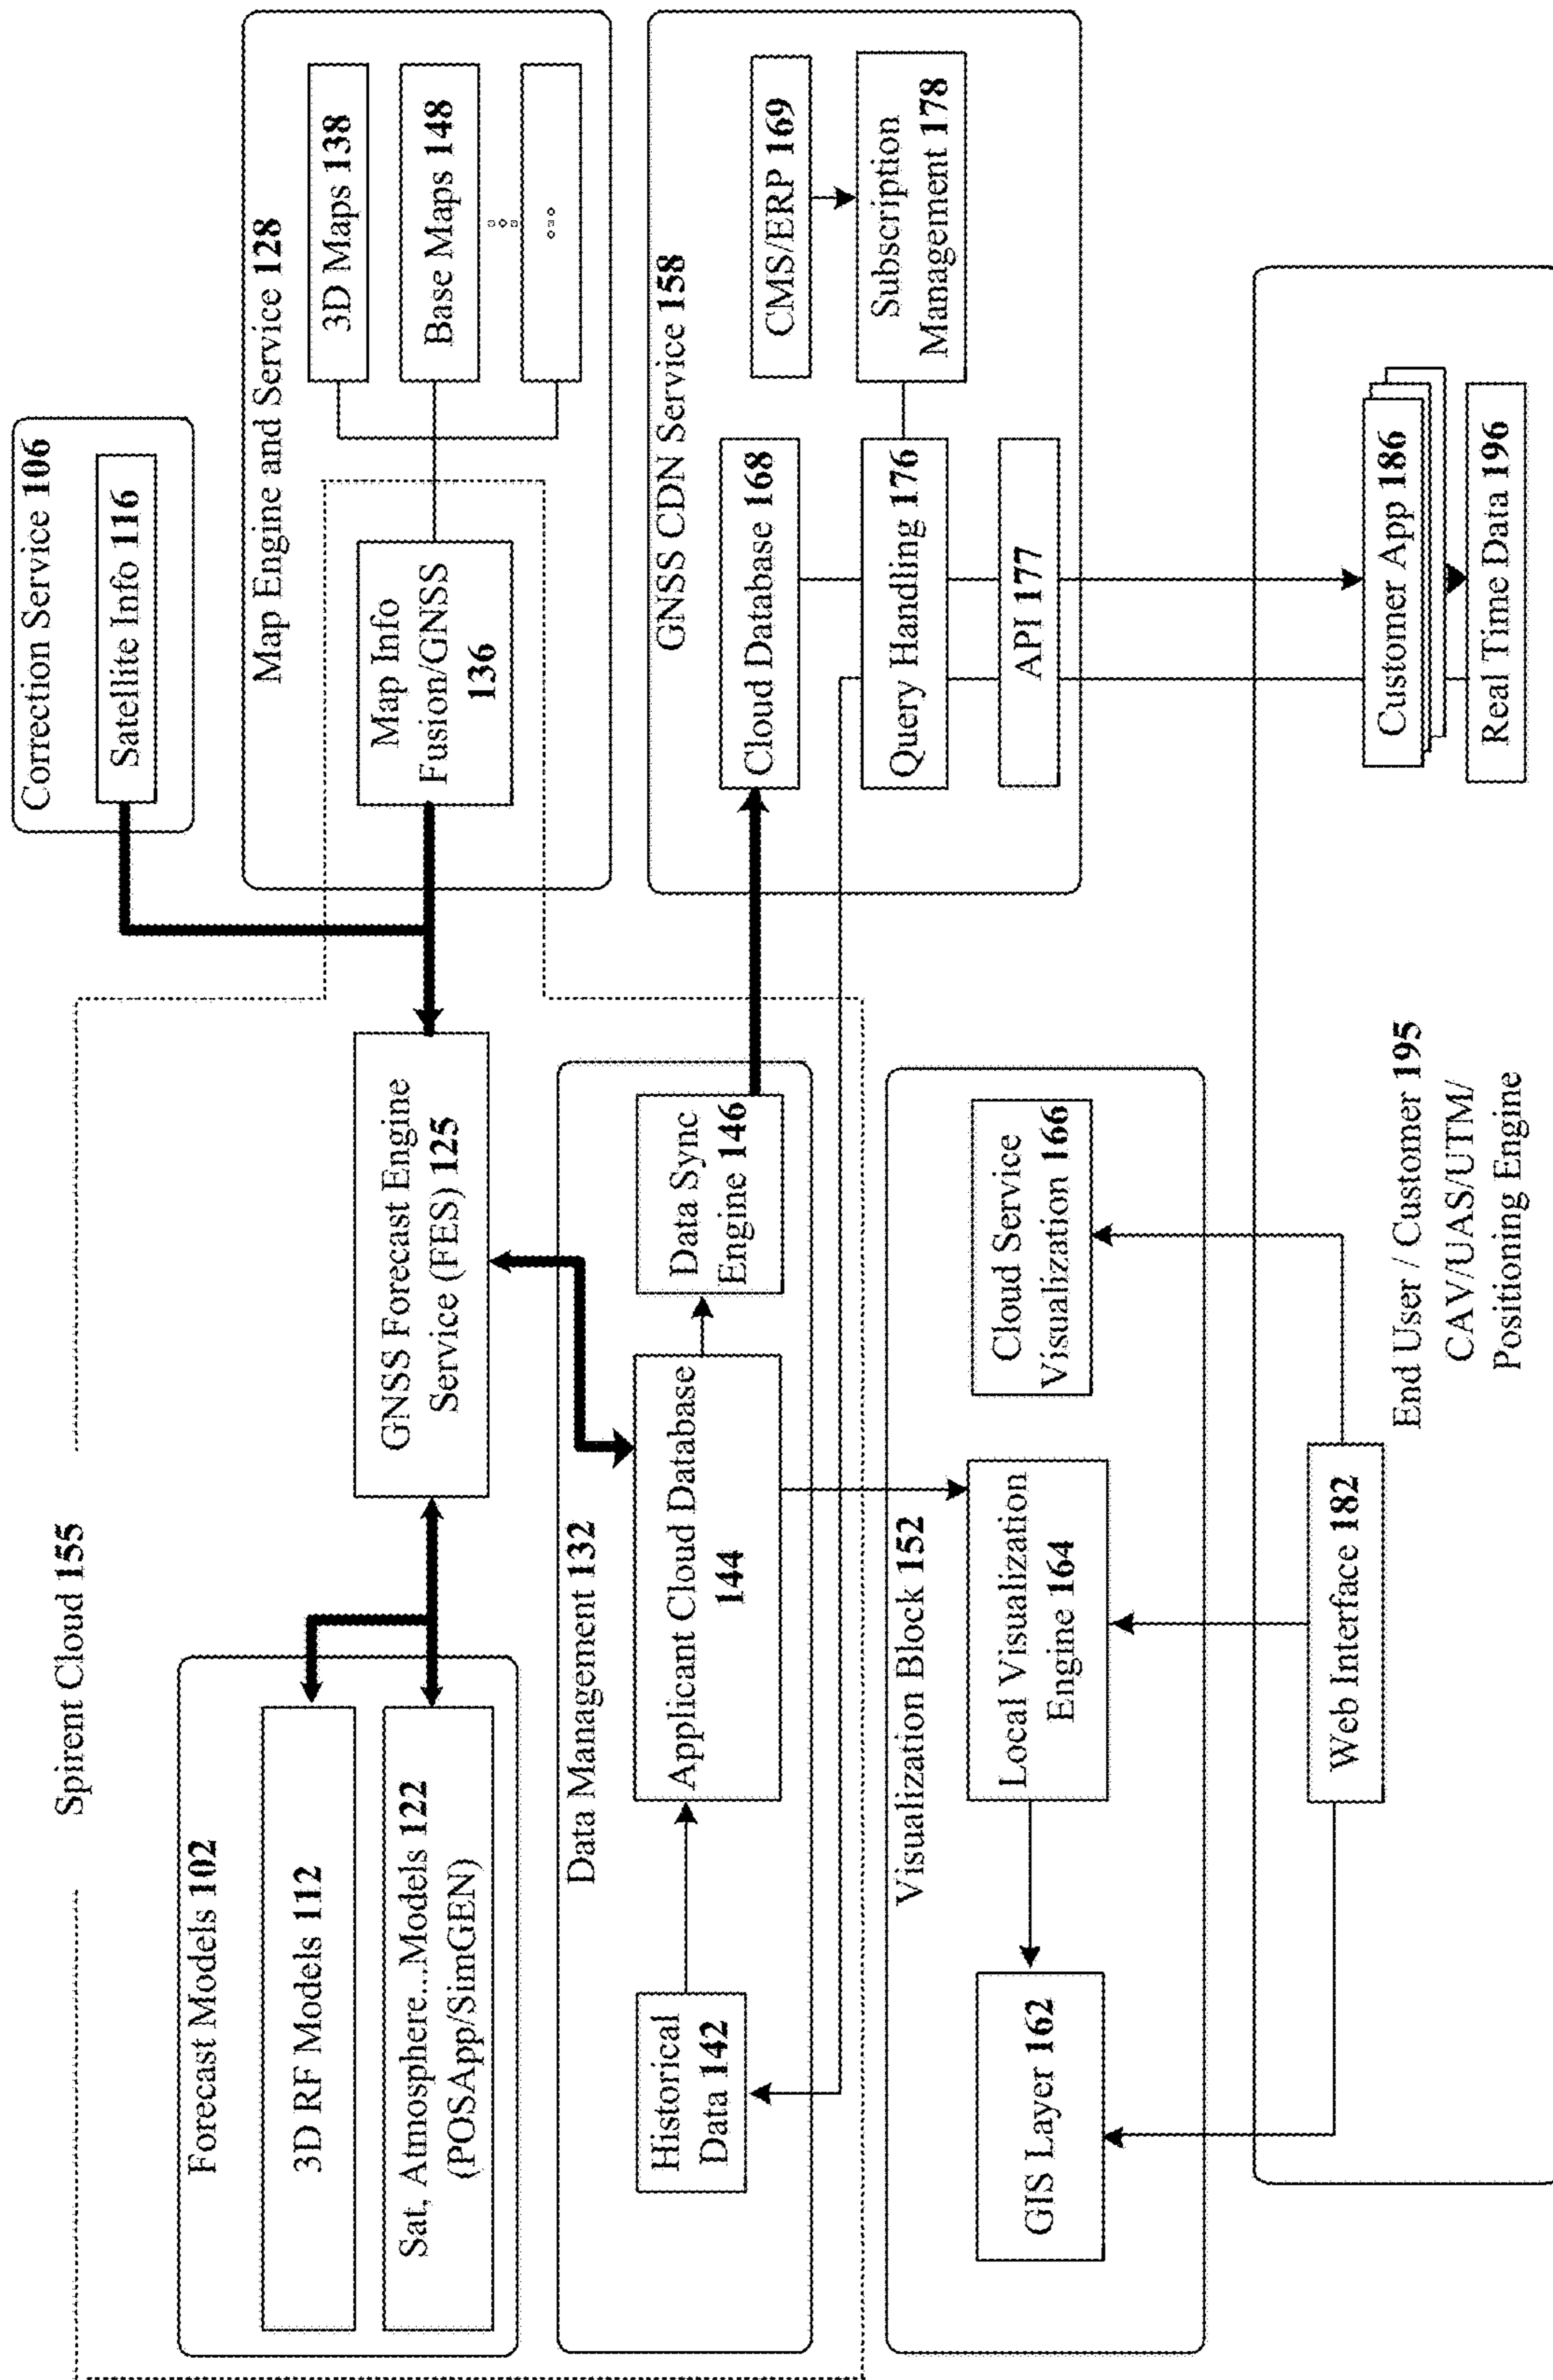 Spirent Cloud 155
Forecast Models 102
3D RF Models 112
Sat, Atmosphere...Models 122
(POSApp/SimGEN)
GNSS Forecast Engine
Service (FES) 125
Correction Service 106
Satellite Info 116
Map Engine and Service 128
Map Info
Fusion/GNSS
136
3D Maps 138
Base Maps 148
Data Management 132
Historical
Data 142
Applicant Cloud Database
144
Data Sync
Engine 146
GNSS CDN Service 158
Cloud Database 168
CMS/ERP 169
Query Handling 176
Subscription
Management 178
API 177
Visualization Block 152
GIS Layer 162
Local Visualization
Engine 164
Cloud Service
Visualization 166
Web Interface 182
End User / Customer 195
CAV/UAS/UTM/
Positioning Engine
Customer App 186
Real Time Data 196